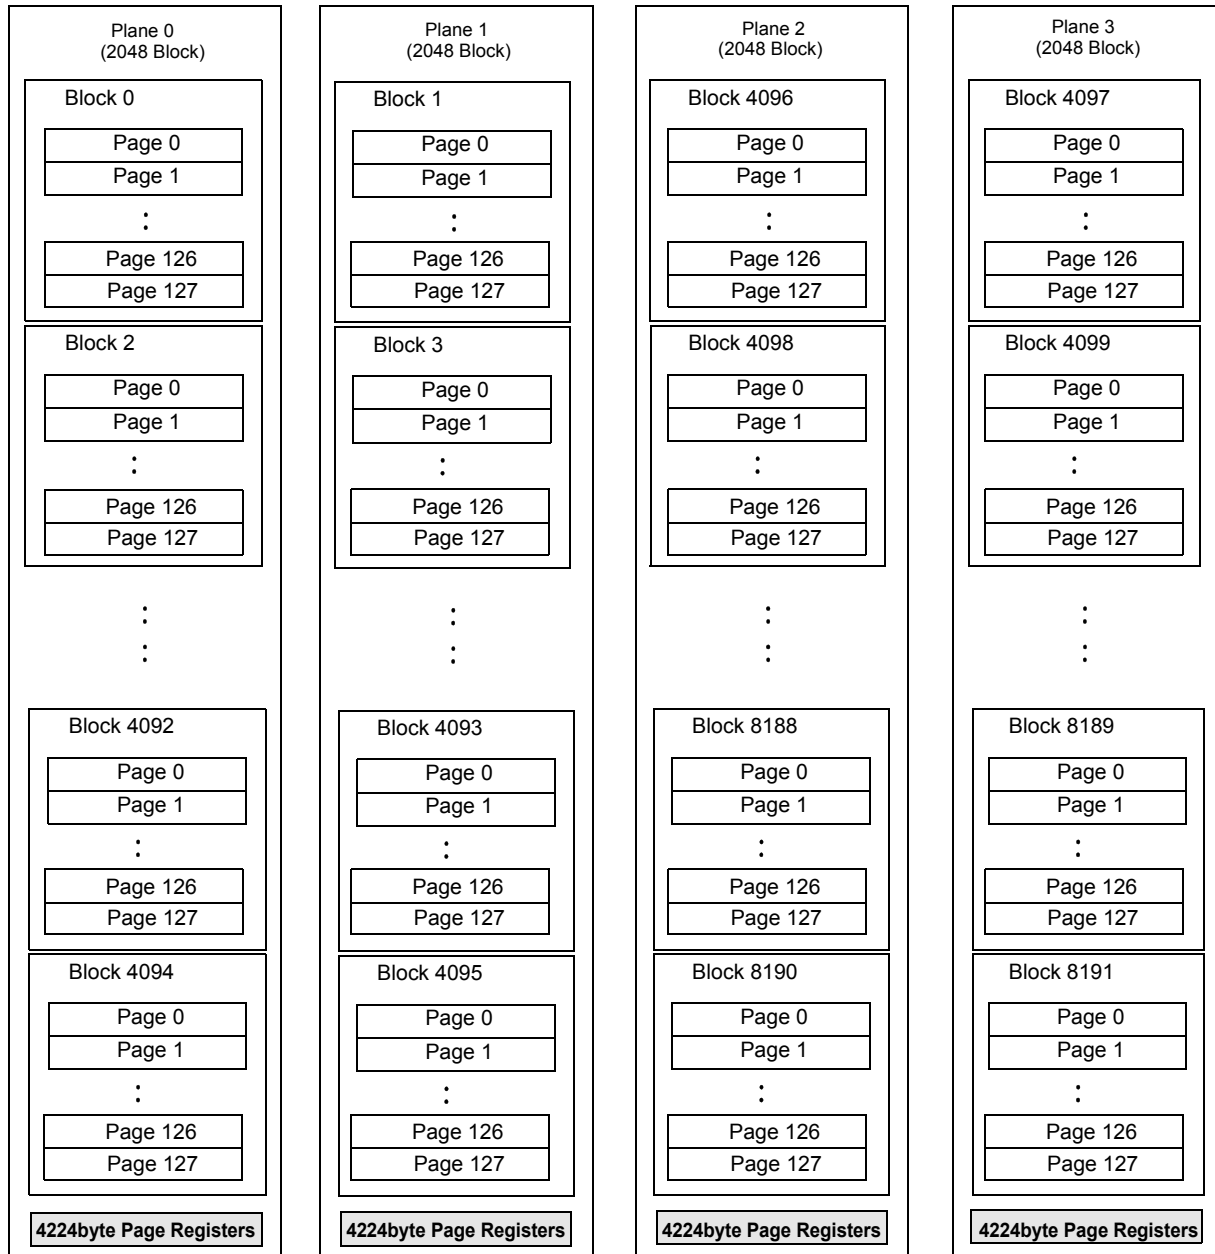 Plane 0
(2048 Block)
Block 0
Page 0
Page 1
Page 126
Page 127
Block 2
Page 0
Page 1
Page 126
Page 127
Block 4092
Page 0
Page 1
Page 126
Page 127
Block 4094
Page 0
Page 1
Page 126
Page 127
4224byte Page Registers
Plane 1
(2048 Block)
Block 1
Page 0
Page 1
Page 126
Page 127
Block 3
Page 0
Page 1
Page 126
Page 127
Block 4093
Page 0
Page 1
Page 126
Page 127
Block 4095
Page 0
Page 1
Page 126
Page 127
4224byte Page Registers
Plane 2
(2048 Block)
Block 4096
Page 0
Page 1
Page 126
Page 127
Block 4098
Page 0
Page 1
Page 126
Page 127
Block 8188
Page 0
Page 1
Page 126
Page 127
Block 8190
Page 0
Page 1
Page 126
Page 127
4224byte Page Registers
Plane 3
(2048 Block)
Block 4097
Page 0
Page 1
Page 126
Page 127
Block 4099
Page 0
Page 1
Page 126
Page 127
Block 8189
Page 0
Page 1
Page 126
Page 127
Block 8191
Page 0
Page 1
Page 126
Page 127
4224byte Page Registers